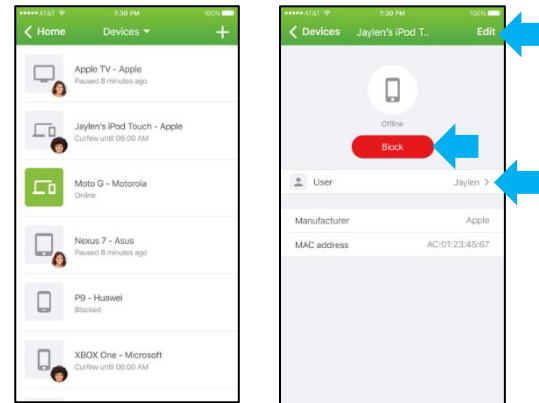 AT&T 7:30 PM 100%
Home Devices +
Apple TV - Apple
Paused 8 minutes ago
Jaylen's iPod Touch - Apple
Curfew until 06:00 AM
Moto G - Motorola
Online
Nexus 7 - Asus
Paused 8 minutes ago
P9 - Huawei
Blocked
XBOX One - Microsoft
Curfew until 06:00 AM
AT&T 7:30 PM 100%
Devices Jaylen's iPod T.. Edit
Offline
Block
User Jaylen
Manufacturer Apple
MAC address AC:01:23:45:67